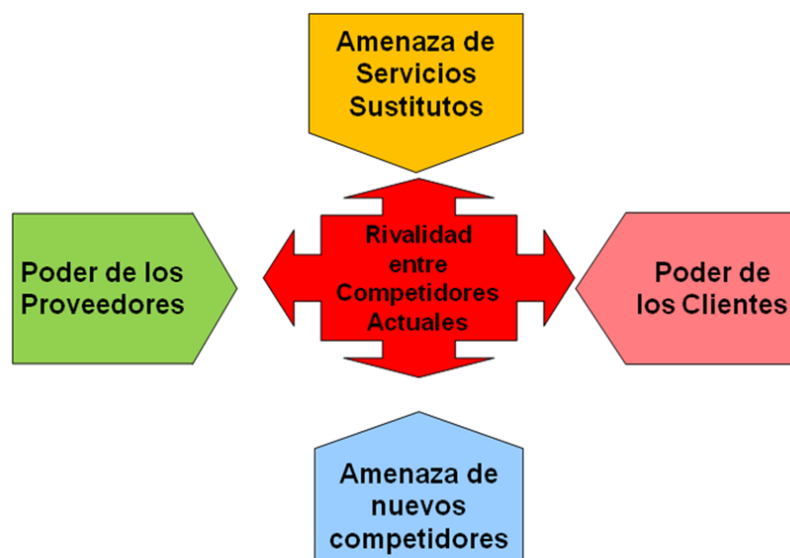 Amenaza de
Servicios
Sustitutos
Poder de los
Proveedores
Rivalidad
entre
Competidores
Actuales
Poder de
los Clientes
Amenaza de
nuevos
competidores